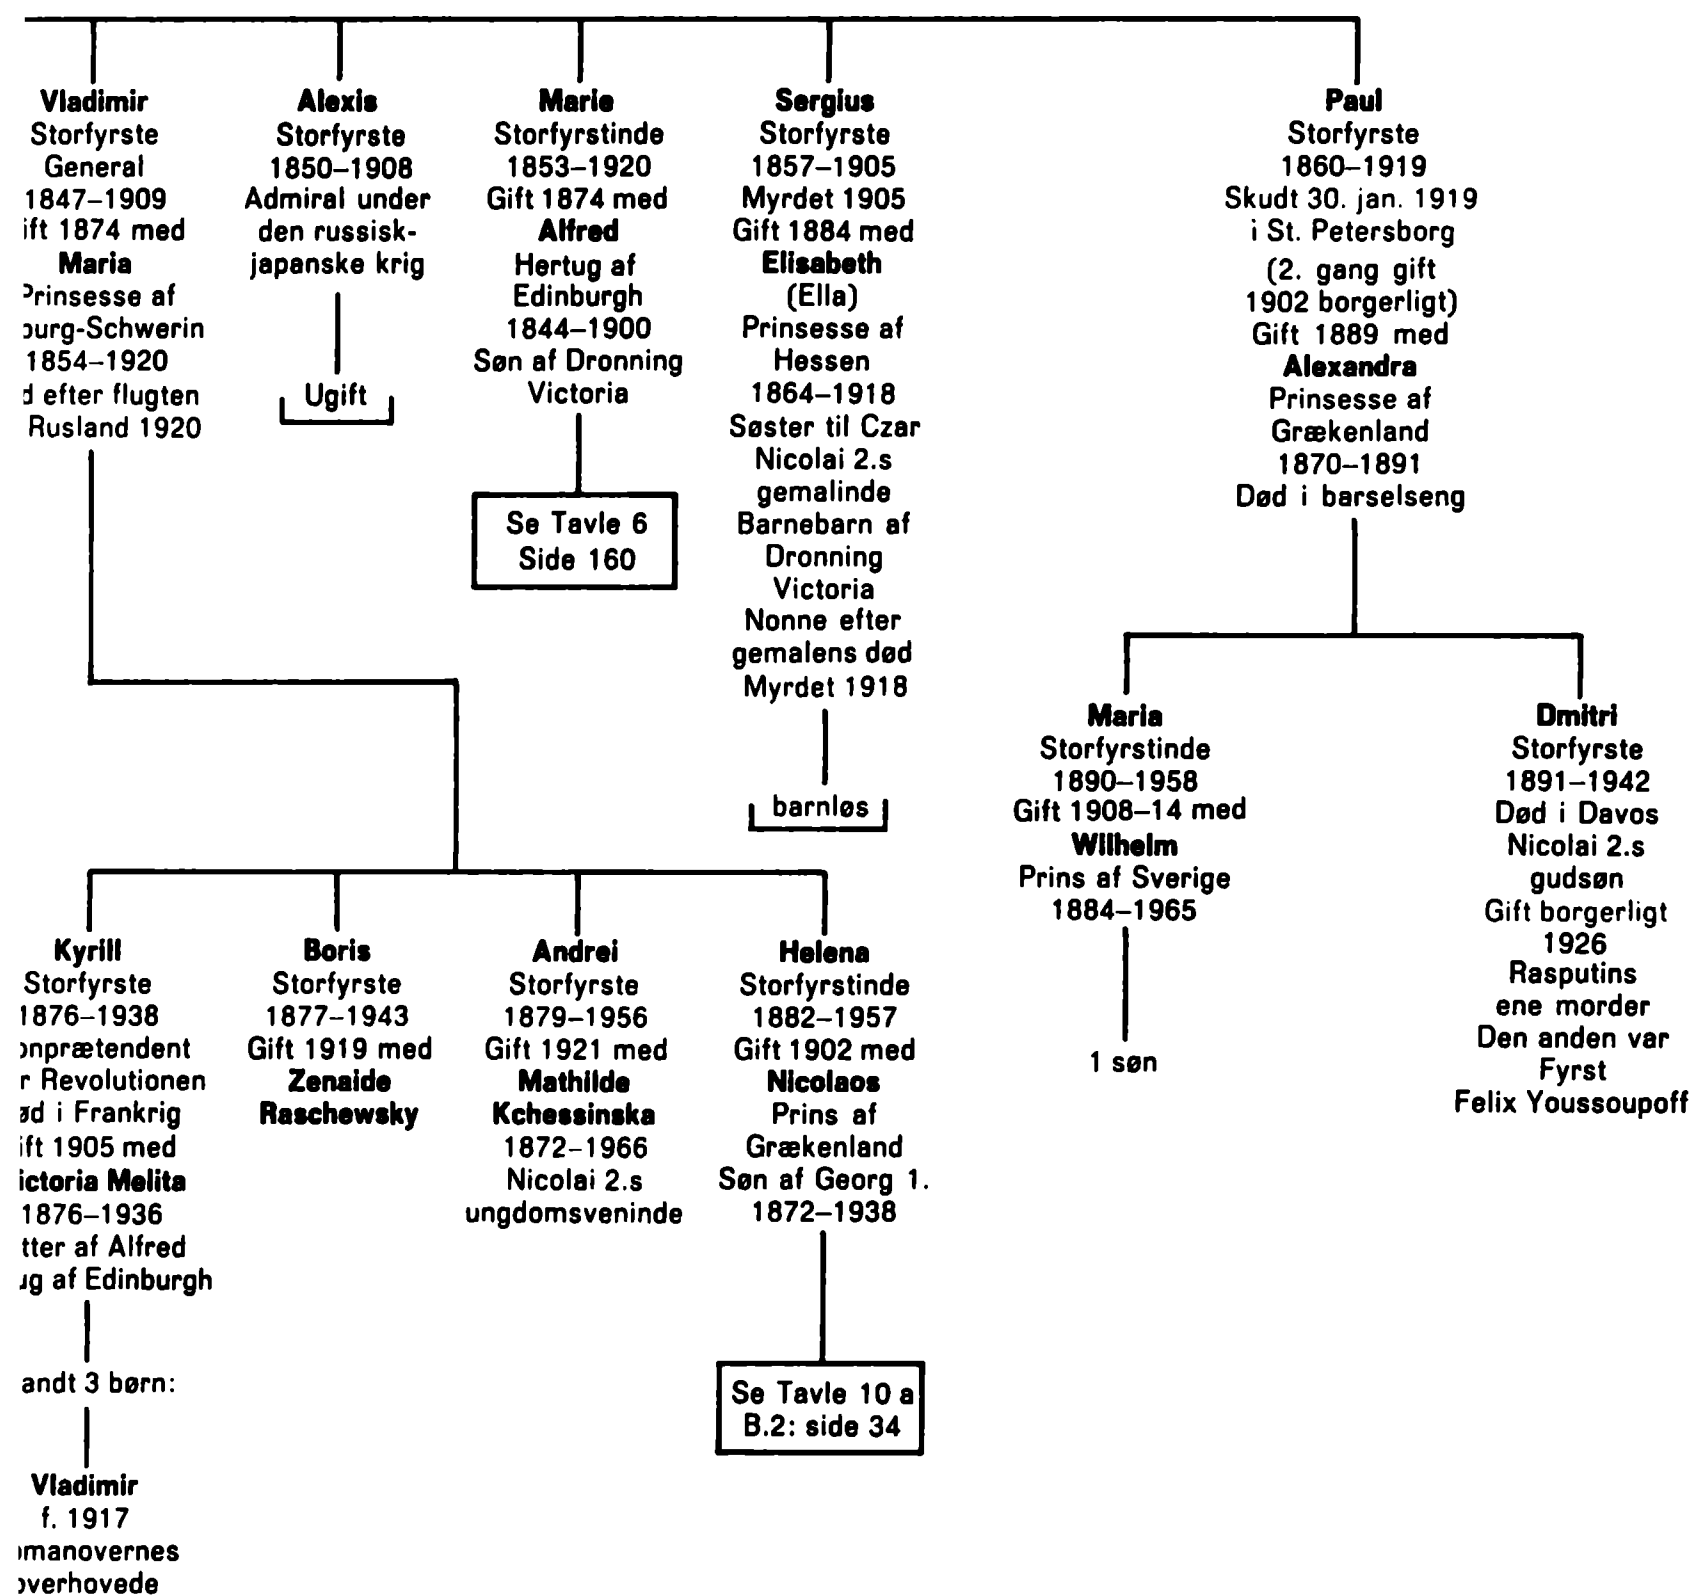 Vladimir
Storfyrste
General
1847–1909
ift 1874 med
Maria
Prinsesse af
burg-Schwerin
1854–1920
d efter flugten
Rusland 1920
Alexis
Storfyrste
1850–1908
Admiral under
den russisk-
japanske krig
Ugift
Marie
Storfyrstinde
1853–1920
Gift 1874 med
Alfred
Hertug af
Edinburgh
1844–1900
Søn af Dronning
Victoria
Se Tavle 6
Side 160
Sergius
Storfyrste
1857–1905
Myrdet 1905
Gift 1884 med
Elisabeth
(Ella)
Prinsesse af
Hessen
1864–1918
Søster til Czar
Nicolai 2.s
gemalinde
Barnebarn af
Dronning
Victoria
Nonne efter
gemalens død
Myrdet 1918
barnløs
Paul
Storfyrste
1860–1919
Skudt 30. jan. 1919
i St. Petersborg
(2. gang gift
1902 borgerligt)
Gift 1889 med
Alexandra
Prinsesse af
Grækenland
1870–1891
Død i barselseng
Maria
Storfyrstinde
1890–1958
Gift 1908–14 med
Wilhelm
Prins af Sverige
1884–1965
1 søn
Dmitri
Storfyrste
1891–1942
Død i Davos
Nicolai 2.s
gudsøn
Gift borgerligt
1926
Rasputins
ene morder
Den anden var
Fyrst
Felix Youssoupoff
Kyrill
Storfyrste
1876–1938
onprætendent
r Revolutionen
ød i Frankrig
ift 1905 med
ictoria Melita
1876–1936
tter af Alfred
ug af Edinburgh
andt 3 børn:
Vladimir
f. 1917
omanovernes
overhovede
Boris
Storfyrste
1877–1943
Gift 1919 med
Zenaide
Raschewsky
Andrei
Storfyrste
1879–1956
Gift 1921 med
Mathilde
Kchessinska
1872–1966
Nicolai 2.s
ungdomsveninde
Helena
Storfyrstinde
1882–1957
Gift 1902 med
Nicolaos
Prins af
Grækenland
Søn af Georg 1.
1872–1938
Se Tavle 10 a
B.2: side 34